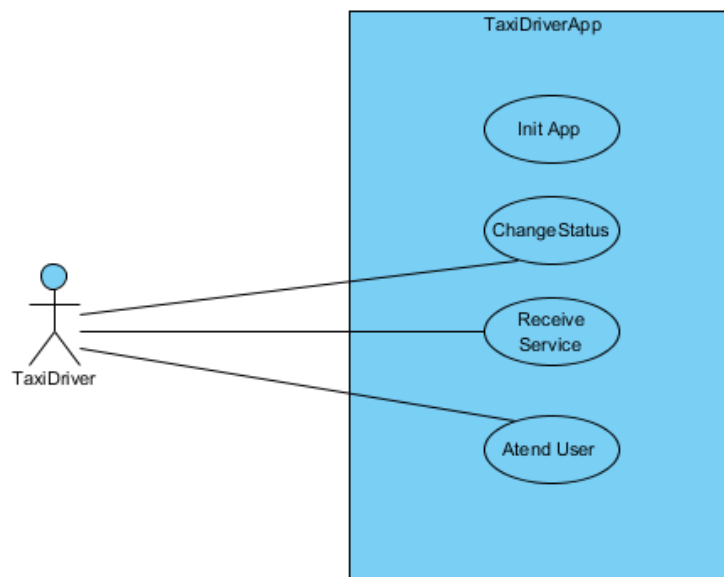 TaxiDriverApp
Init App
ChangeStatus
Receive
Service
TaxiDriver
Atend User